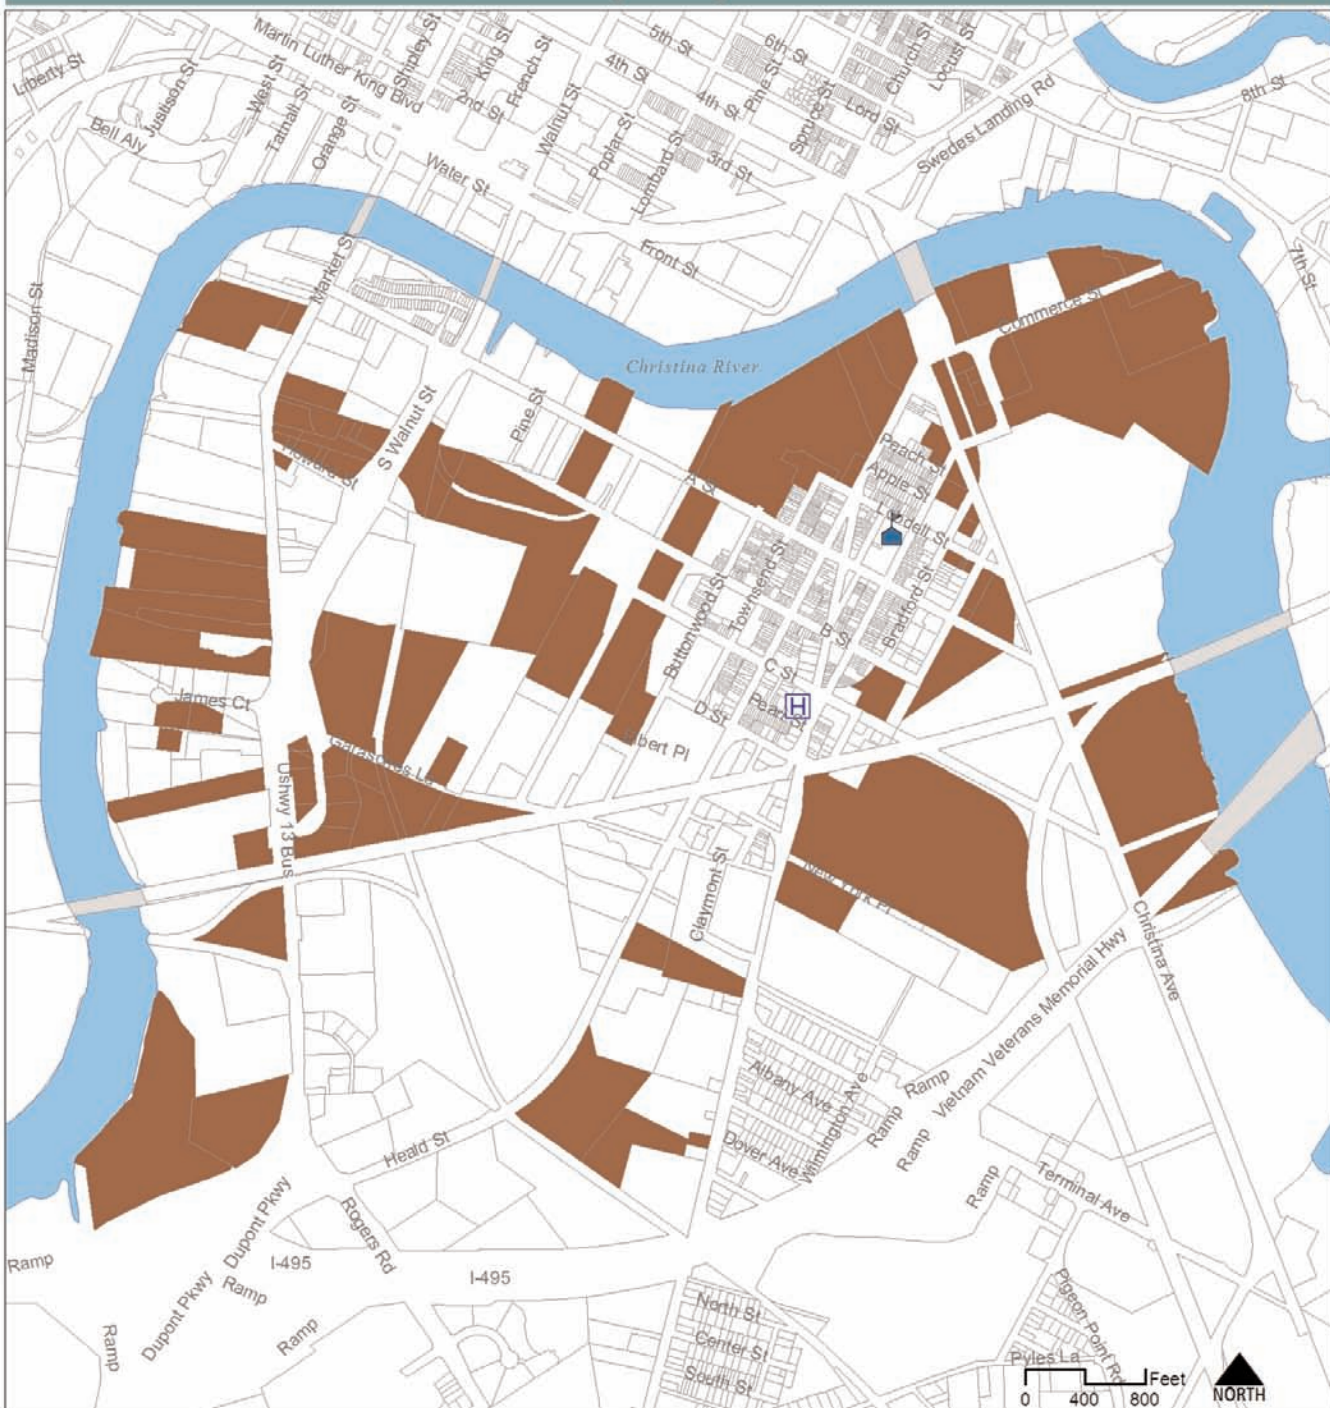 Liberty St
Justison St
West St
Tatnall St
Orange St
Bell Aly
Martin Luther King Blvd
Shipley St
King St
2nd St
French St
Walnut St
5th St
4th St
6th St
4th St
Pine St
Spruce St
Church St
Locust St
Lord St
3rd St
Poplar St
Lombard St
Water St
Front St
Swedes Landing Rd
8th St
7th St
Madison St
Market St
Christina River
Commerce St
S Walnut St
Pine St
Howard St
A St
Peach St
Apple St
Lobdell St
Buttonwood St
Townsend St
B St
Bradford St
C St
Pearl St
D St
H
James Ct
Garasches La
Ushwy 13 Bus
Claymont St
New York Pl
Christina Ave
Vietnam Veterans Memorial Hwy
Albany Ave
Dover Ave
Wilmington Ave
Ramp
Ramp
Ramp
Ramp
Terminal Ave
Heald St
Rogers Rd
Dupont Pkwy
Dupont Pkwy
I-495
I-495
Ramp
Ramp
Ramp
Ramp
North St
Center St
South St
Pigeon Point Rd
Pyles La
Feet
0 400 800
NORTH